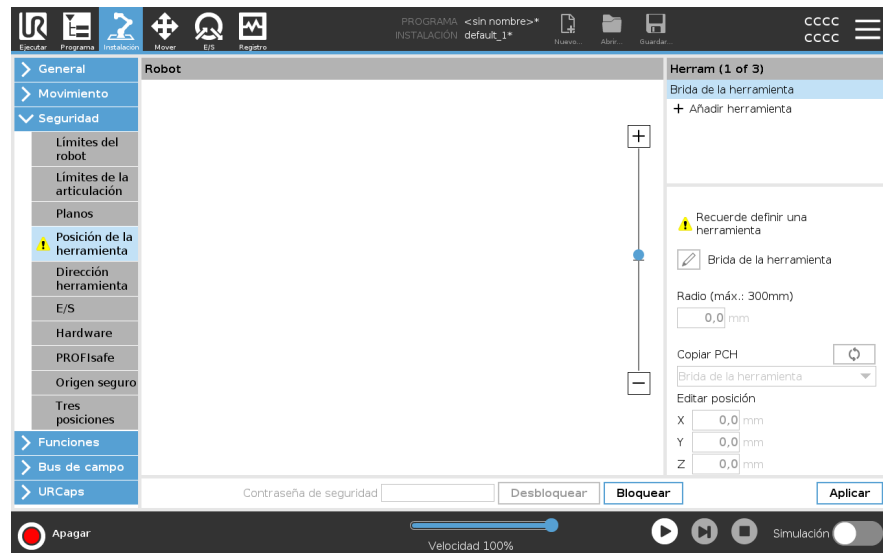 Ejecutar
Programa
Instalación
Mover
E/S
Registro
PROGRAMA <sin nombre>*
INSTALACIÓN default_1*
Nuevo...
Abrir...
Guardar...
cccc
cccc
General
Movimiento
Seguridad
Límites del
robot
Límites de la
articulación
Planos
Posición de la
herramienta
Dirección
herramienta
E/S
Hardware
PROFIsafe
Origen seguro
Tres
posiciones
Funciones
Bus de campo
URCaps
Robot
Herram (1 of 3)
Brida de la herramienta
+ Añadir herramienta
Recuerde definir una
herramienta
Brida de la herramienta
Radio (máx.: 300mm)
0,0 mm
Copiar PCH
Brida de la herramienta
Editar posición
X 0,0 mm
Y 0,0 mm
Z 0,0 mm
Contraseña de seguridad
Desbloquear
Bloquear
Aplicar
Apagar
Velocidad 100%
Simulación